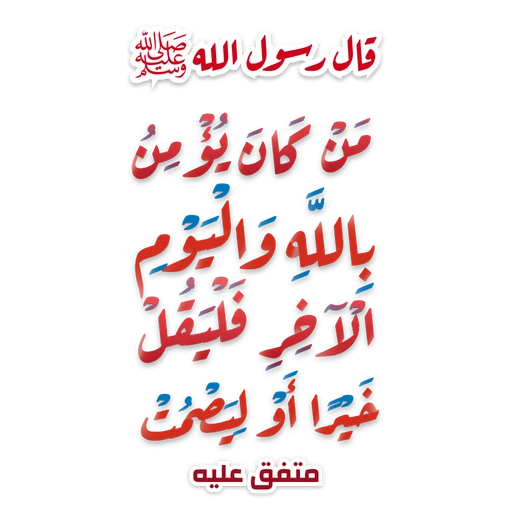 قال رسول الله ﷺ
مَنْ كَانَ يُؤْمِنُ
بِاللَّهِ وَالْيَوْمِ
الْآخِرِ فَلْيَقُلْ
خَيْرًا أَوْ لِيَصْمُتْ
متفق عليه